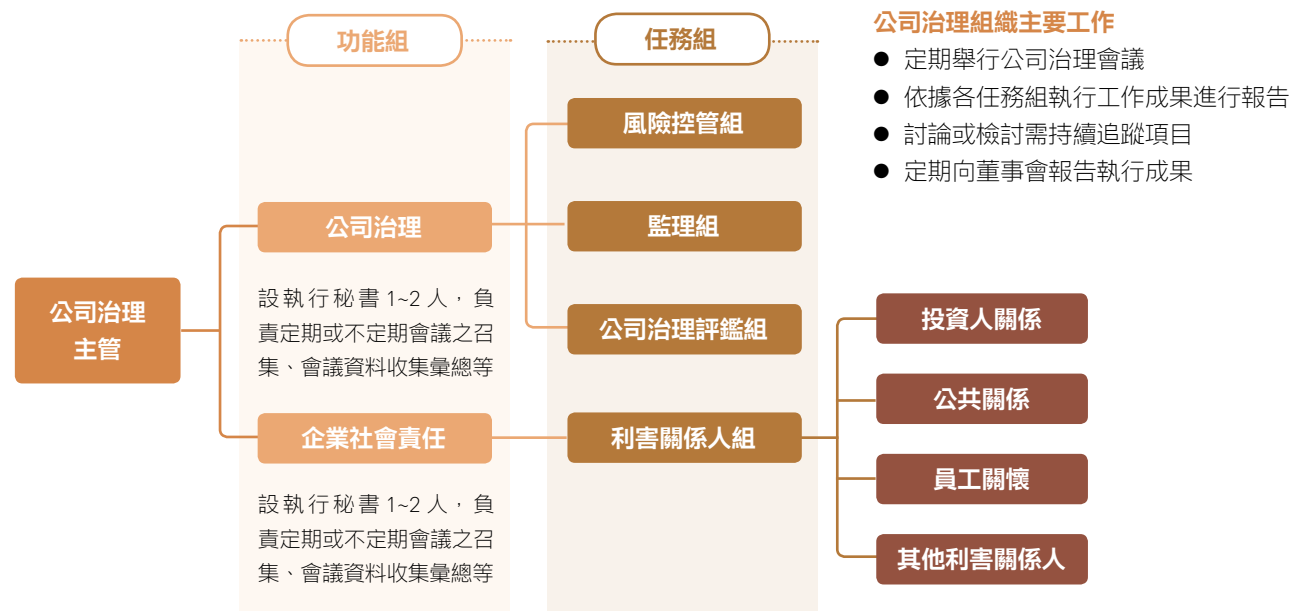 功能組
任務組
公司治理組織主要工作
● 定期舉行公司治理會議
● 依據各任務組執行工作成果進行報告
● 討論或檢討需持續追蹤項目
● 定期向董事會報告執行成果
公司治理
主管
公司治理
設執行秘書1~2人，負
責定期或不定期會議之召
集、會議資料收集彙總等
企業社會責任
設執行秘書1~2人，負
責定期或不定期會議之召
集、會議資料收集彙總等
風險控管組
監理組
公司治理評鑑組
利害關係人組
投資人關係
公共關係
員工關懷
其他利害關係人